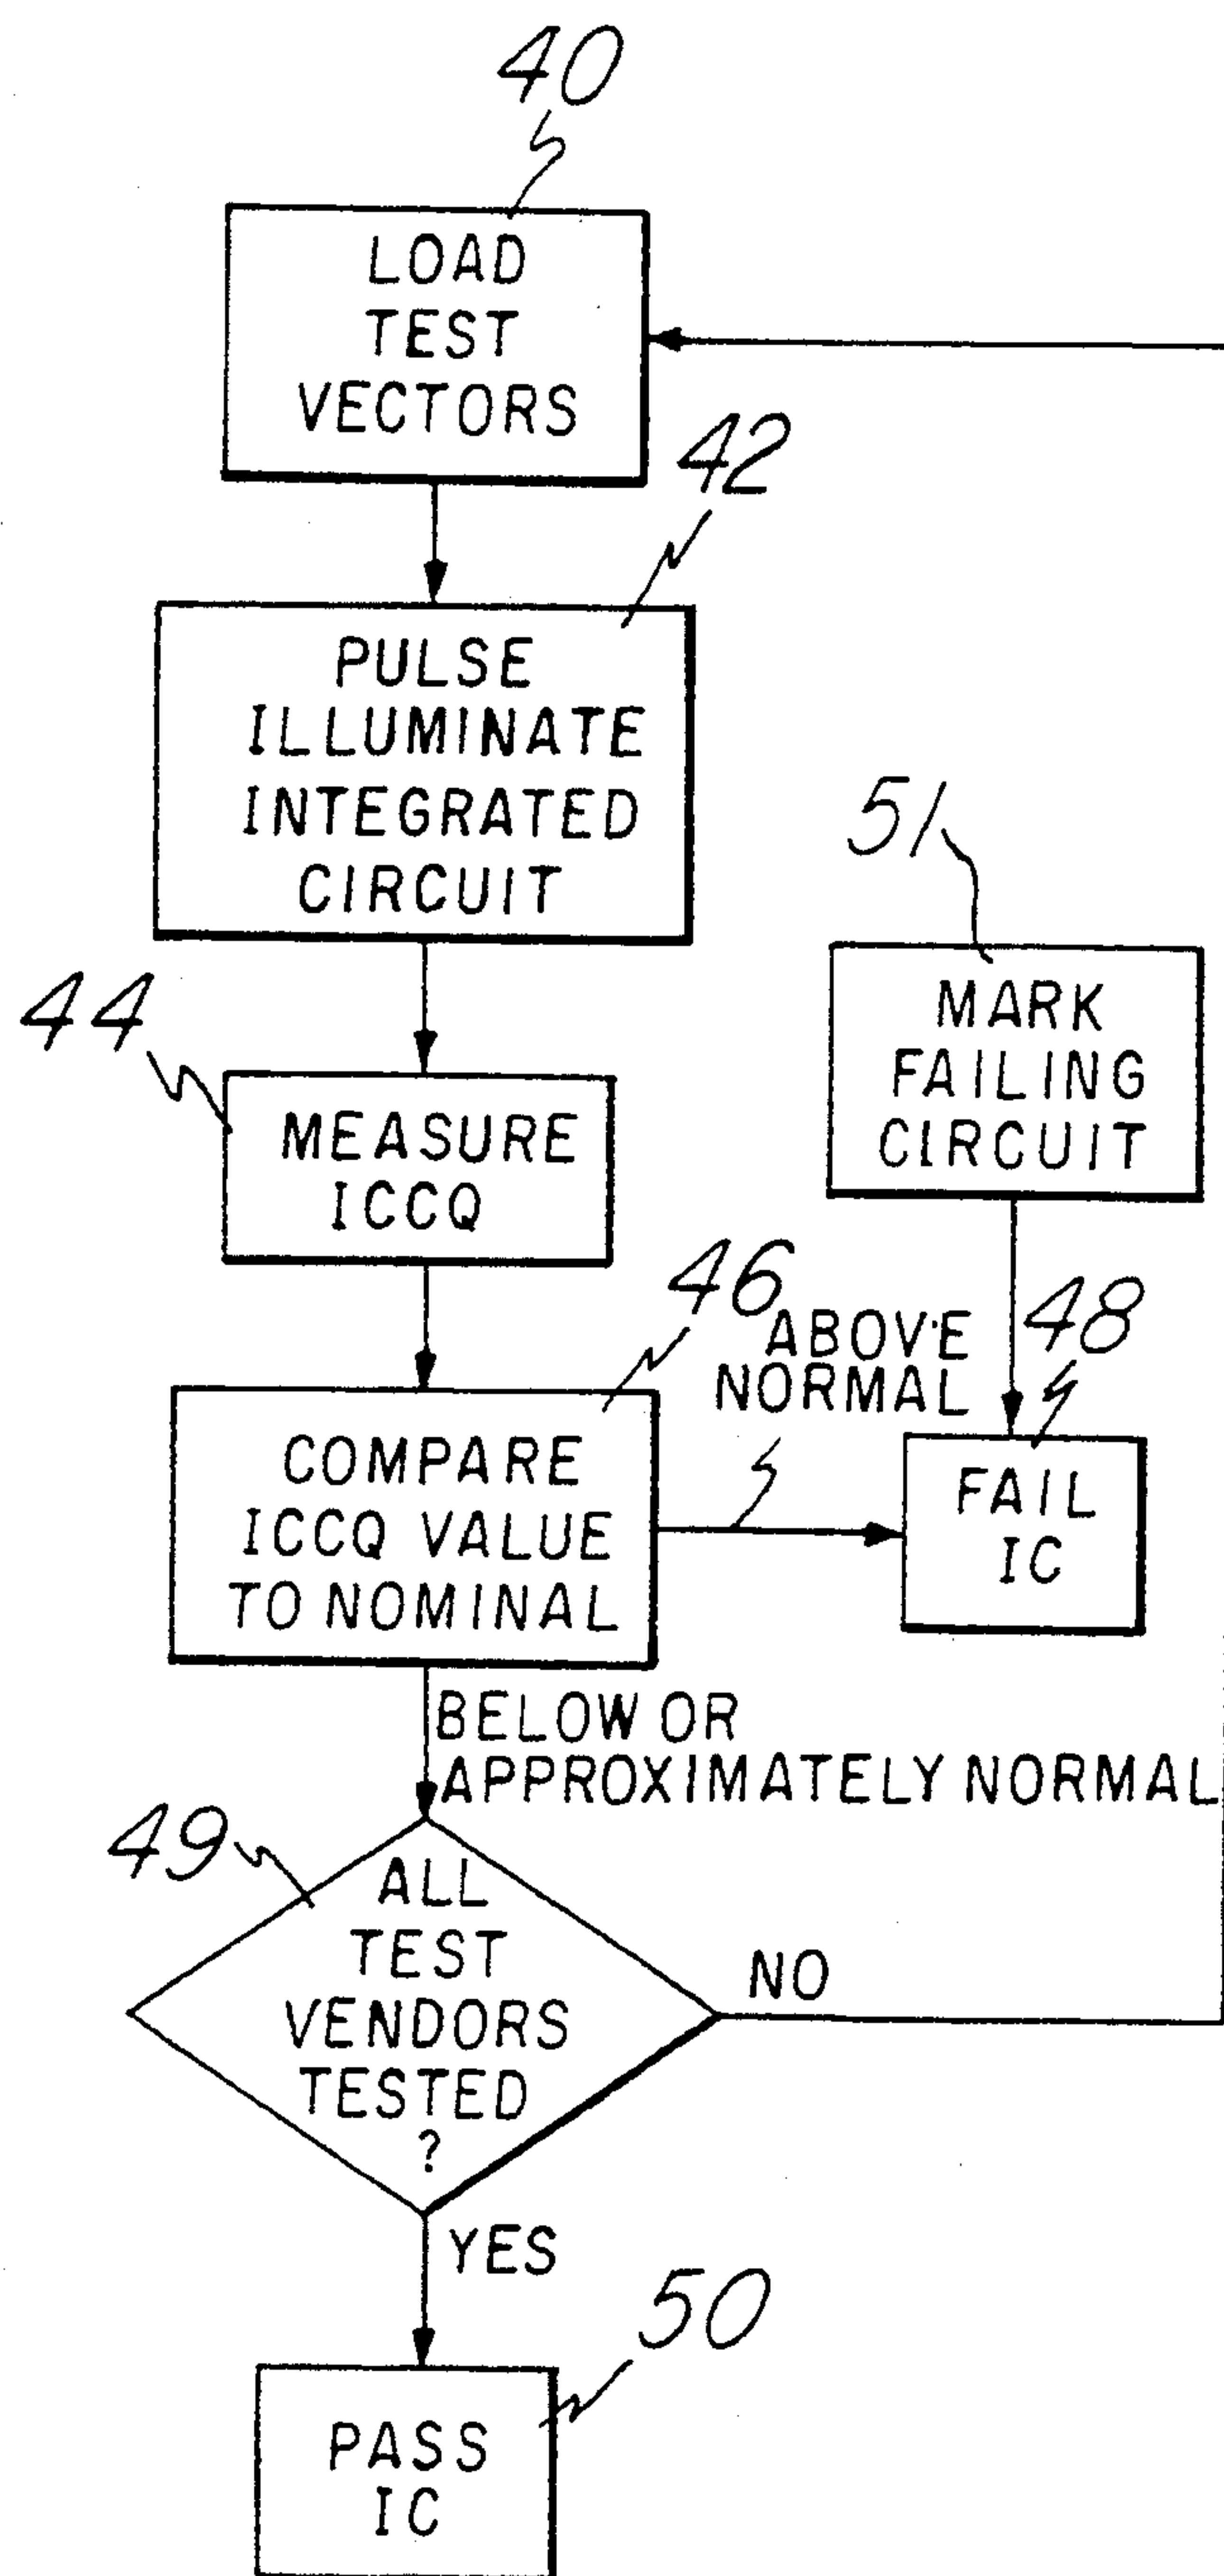 40
LOAD
TEST
VECTORS
42
PULSE
ILLUMINATE
INTEGRATED
CIRCUIT
51
MARK
FAILING
CIRCUIT
44
MEASURE
ICCQ
46
ABOVE
NORMAL
48
COMPARE
ICCQ VALUE
TO NOMINAL
FAIL
IC
BELOW OR
APPROXIMATELY NORMAL
49
ALL
TEST
VENDORS
TESTED
?
NO
YES
50
PASS
IC